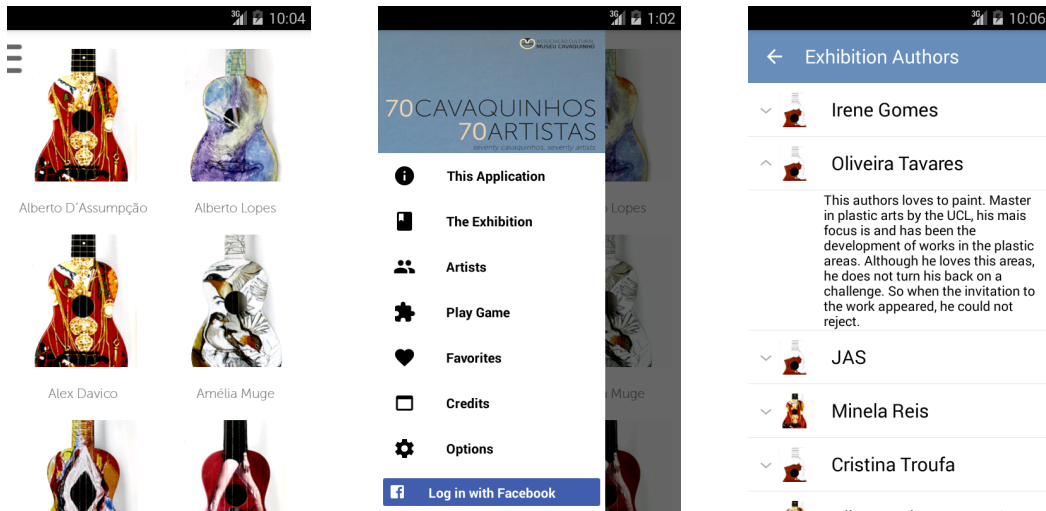 3G 10:04
Alberto D'Assumpção
Alberto Lopes
Alex Davico
Amélia Muge
3G 1:02
ASSOCIAÇÃO CULTURAL
MUSEU CAVAQUINHO
70CAVAQUINHOS
70ARTISTAS
seventy cavaquinhos, seventy artists
This Application
The Exhibition
Artists
Play Game
Favorites
Credits
Options
Log in with Facebook
Lopes
Muge
3G 10:06
Exhibition Authors
Irene Gomes
Oliveira Tavares
This authors loves to paint. Master
in plastic arts by the UCL, his mais
focus is and has been the
development of works in the plastic
areas. Although he loves this areas,
he does not turn his back on a
challenge. So when the invitation to
the work appeared, he could not
reject.
JAS
Minela Reis
Cristina Troufa